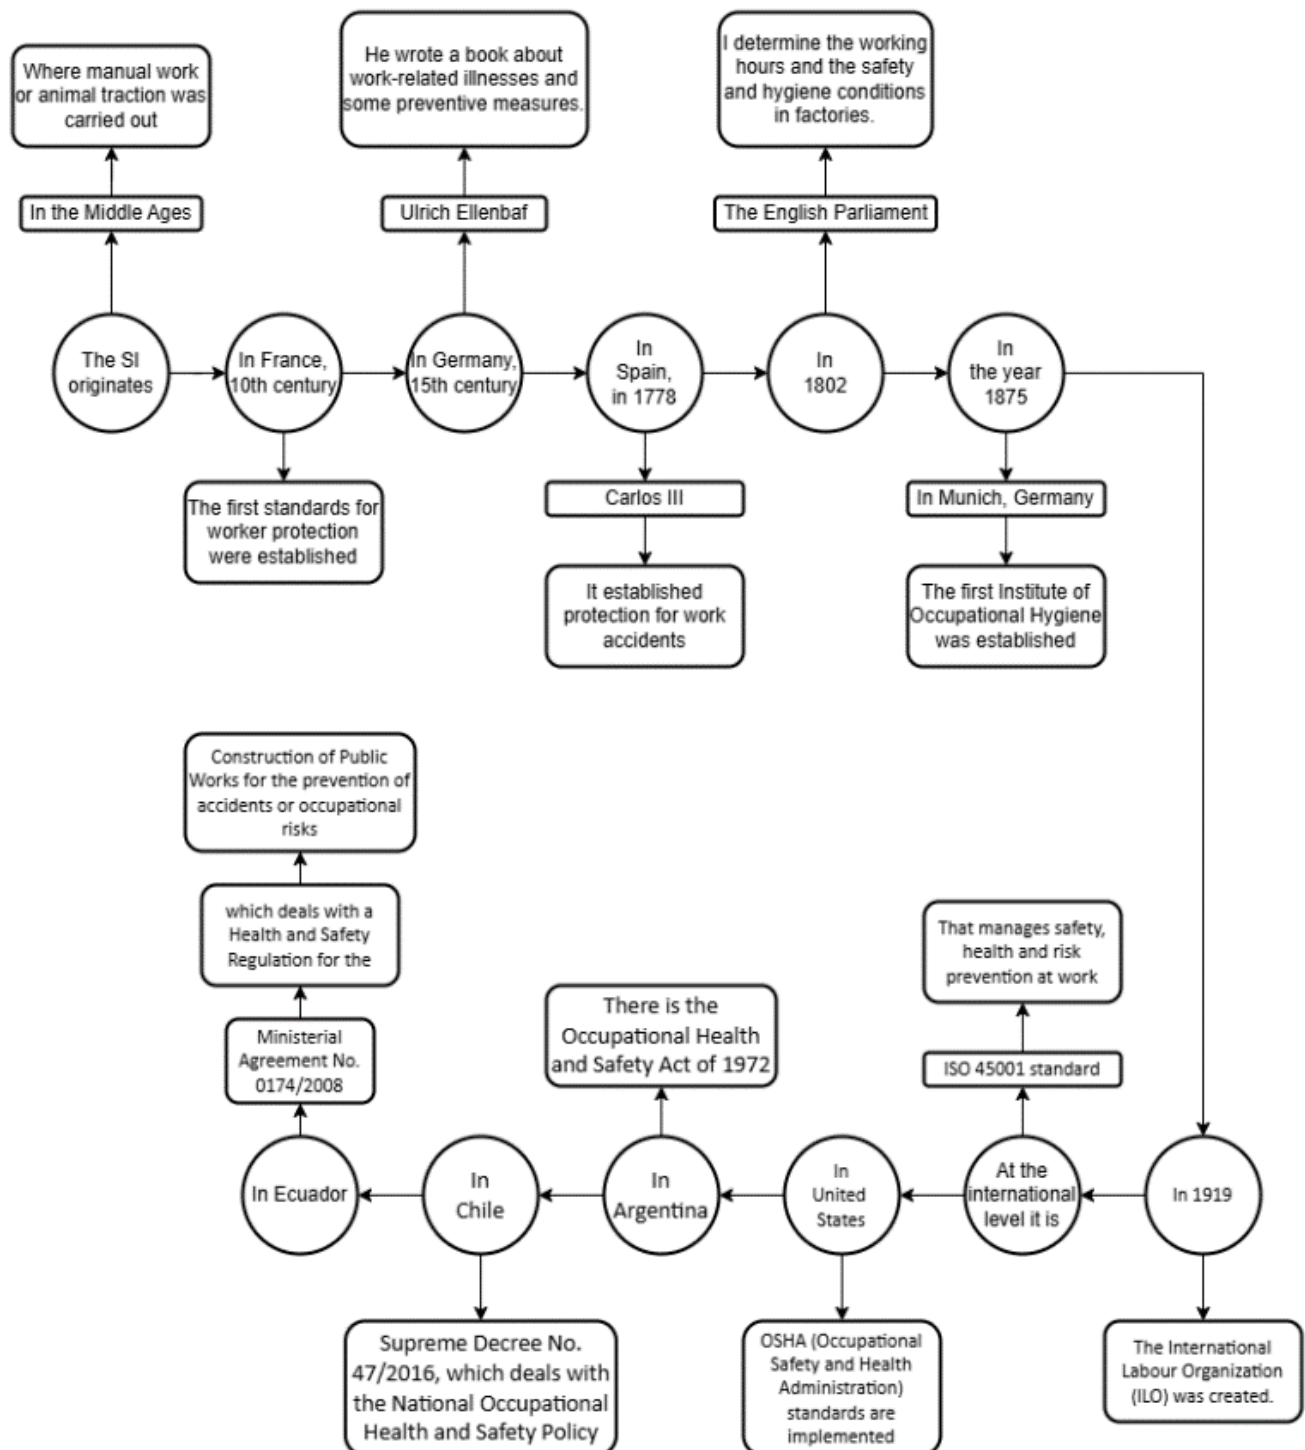 Where manual work
or animal traction was
carried out
He wrote a book about
work-related illnesses and
some preventive measures.
I determine the working
hours and the safety
and hygiene conditions
in factories.
In the Middle Ages
Ulrich Ellenbaf
The English Parliament
The SI
originates
In France,
10th century
In Germany,
15th century
In
Spain,
in 1778
In
1802
In
the year
1875
The first standards for
worker protection
were established
Carlos III
It established
protection for work
accidents
In Munich, Germany
The first Institute of
Occupational Hygiene
was established
Construction of Public
Works for the prevention of
accidents or occupational
risks
which deals with a
Health and Safety
Regulation for the
Ministerial
Agreement No.
0174/2008
There is the
Occupational Health
and Safety Act of 1972
That manages safety,
health and risk
prevention at work
ISO 45001 standard
In Ecuador
In
Chile
In
Argentina
In
United
States
At the
international
level it is
In 1919
Supreme Decree No.
47/2016, which deals with
the National Occupational
Health and Safety Policy
OSHA (Occupational
Safety and Health
Administration)
standards are
implemented
The International
Labour Organization
(ILO) was created.